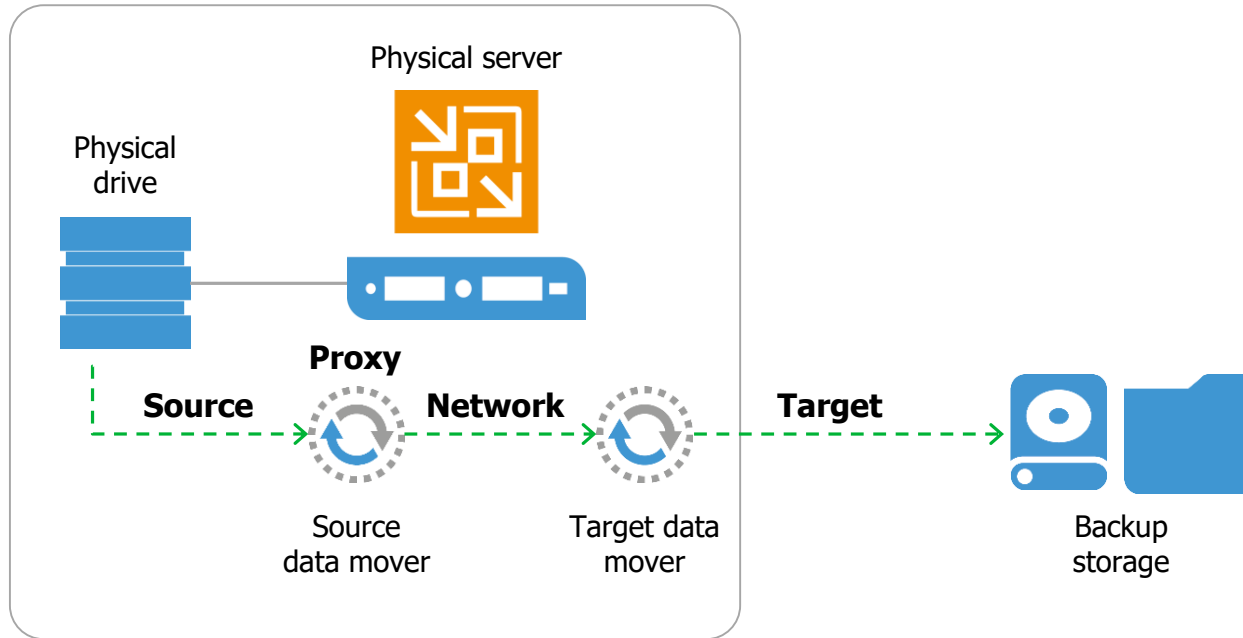 Physical server
Physical
drive
Proxy
Source
Network
Target
Source
data mover
Target data
mover
Backup
storage